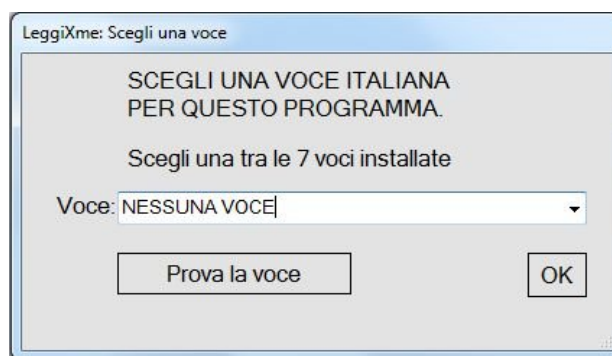 LeggiXme: Scegli una voce
SCEGLI UNA VOCE ITALIANA
PER QUESTO PROGRAMMA.
Scegli una tra le 7 voci installate
Voce: NESSUNA VOCE
Prova la voce OK